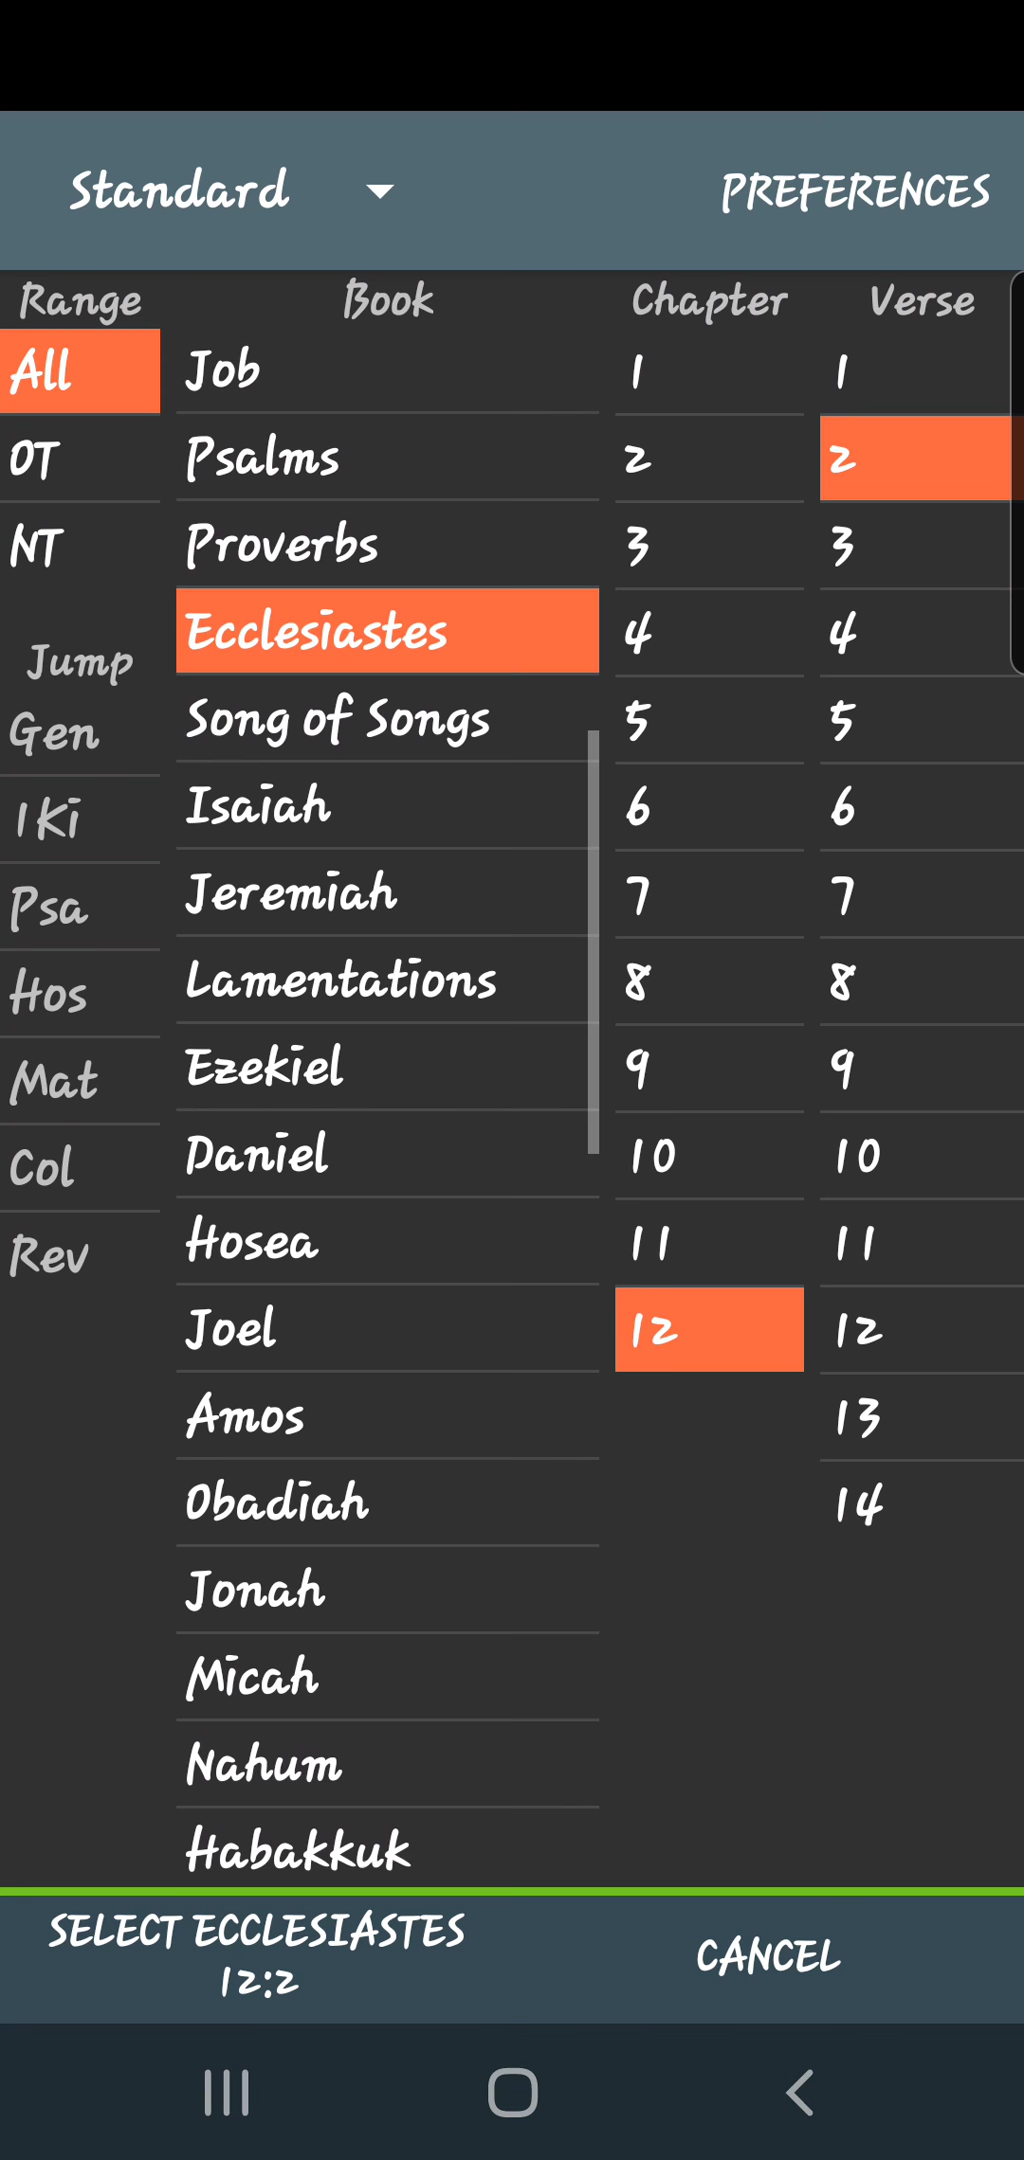 Standard
PREFERENCES
Range
Book
Chapter
Verse
All
OT
NT
Jump
Gen
1Ki
Psa
Hos
Mat
Col
Rev
Job
Psalms
Proverbs
Ecclesiastes
Song of Songs
Isaiah
Jeremiah
Lamentations
Ezekiel
Daniel
Hosea
Joel
Amos
Obadiah
Jonah
Micah
Nahum
Habakkuk
1
2
3
4
5
6
7
8
9
10
11
12
1
2
3
4
5
6
7
8
9
10
11
12
13
14
SELECT ECCLESIASTES
12:2
CANCEL